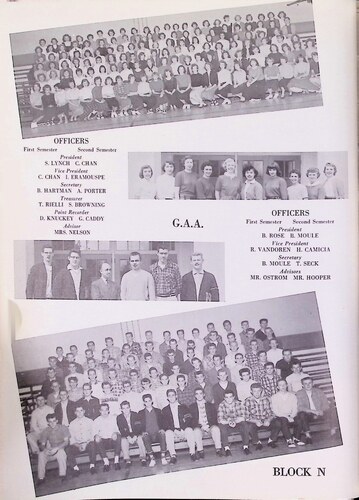 OFFICERS
First Semester Second Semester
President
S. LYNCH C. CHAN
Vice President
C. CHAN I. ERAMOUSPE
Secretary
B. HARTMAN A. PORTER
Treasurer
T. RIELLI S. BROWNING
Point Recorder
D. KNUCKEY G. CADDY
Advisor
MRS. NELSON
G.A.A.
OFFICERS
First Semester Second Semester
President
B. ROSE B. MOULE
Vice President
R. VANDOREN H. CAMICIA
Secretary
B. MOULE T. SECK
Advisors
MR. OSTROM MR. HOOPER
BLOCK N